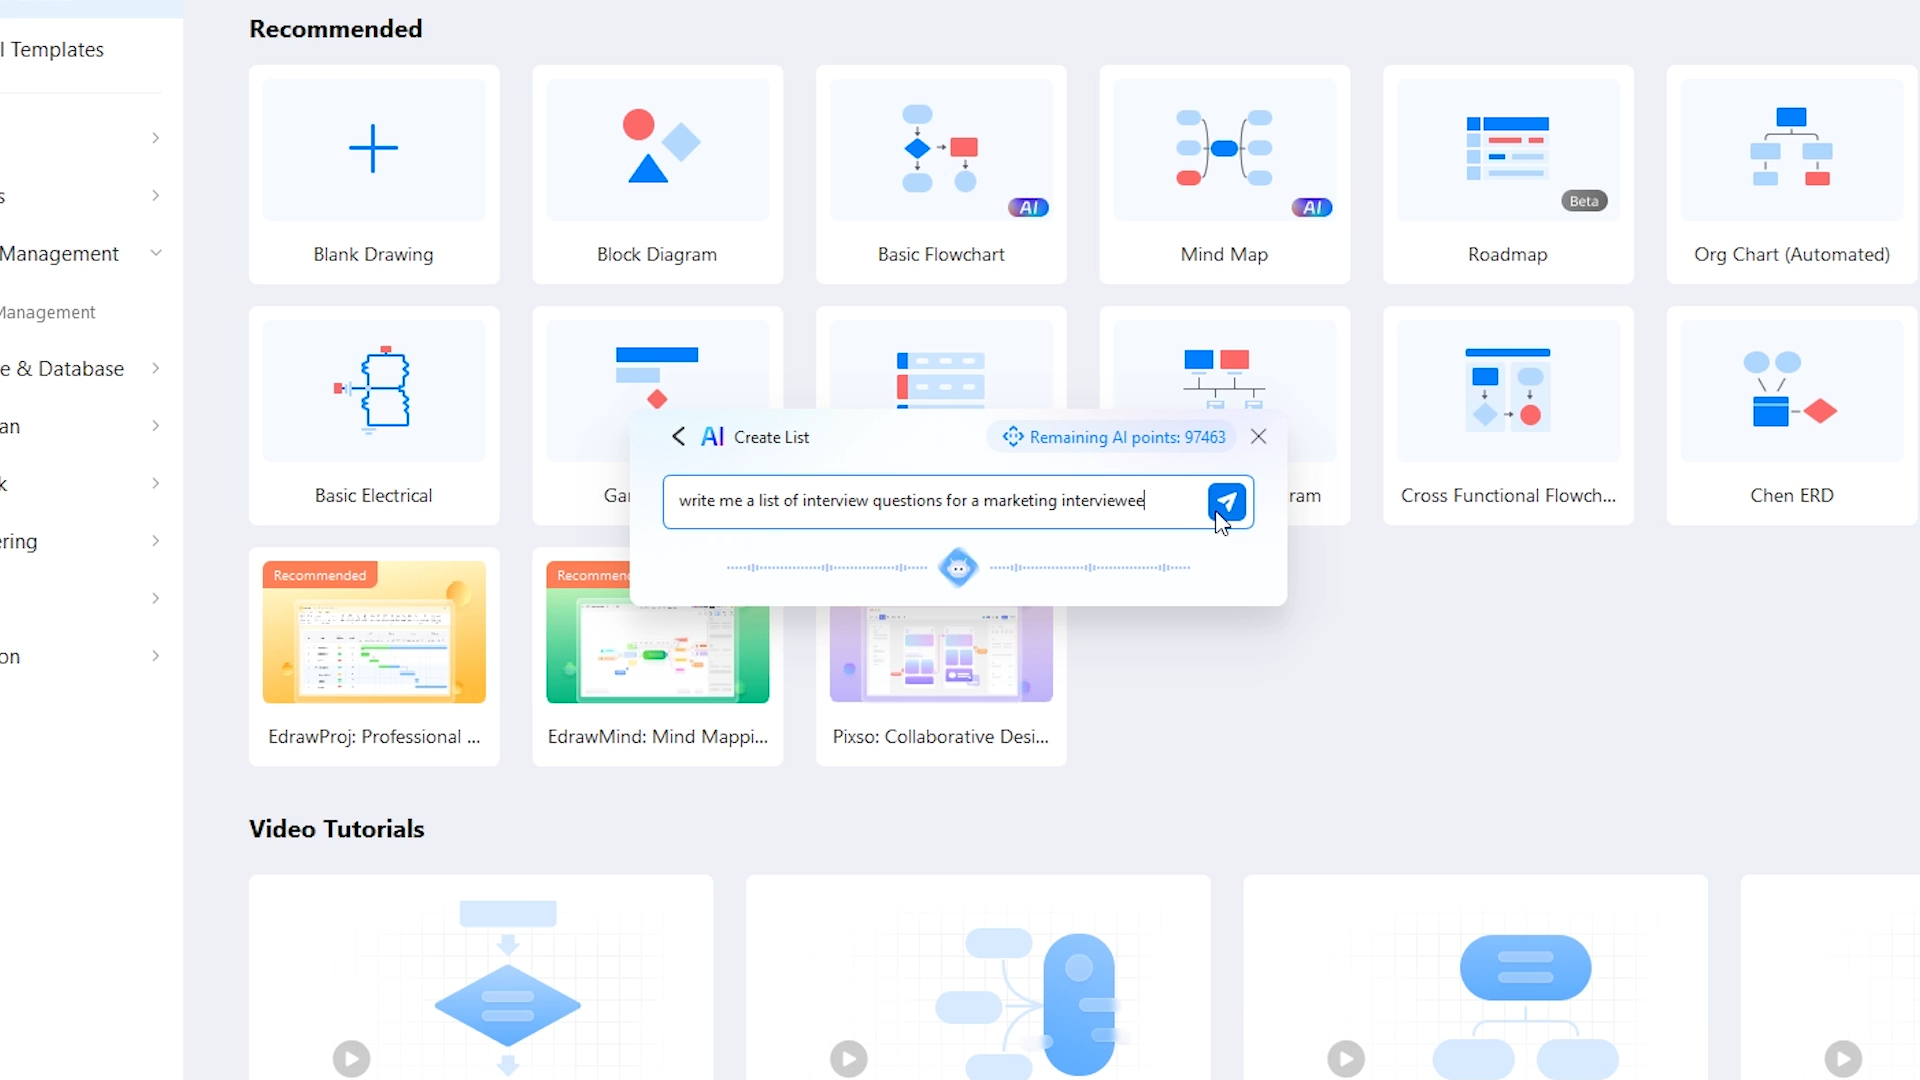 Recommended
l Templates
s
Management
Management
e & Database
an
k
ering
on
Blank Drawing
Block Diagram
AI
Basic Flowchart
AI
Mind Map
Beta
Roadmap
Org Chart (Automated)
Basic Electrical
Ga
ram
Cross Functional Flowch...
Chen ERD
AI Create List
Remaining AI points: 97463
write me a list of interview questions for a marketing interviewee
Recommended
EdrawProj: Professional ...
Recommen
EdrawMind: Mind Mappi...
Pixso: Collaborative Desi...
Video Tutorials